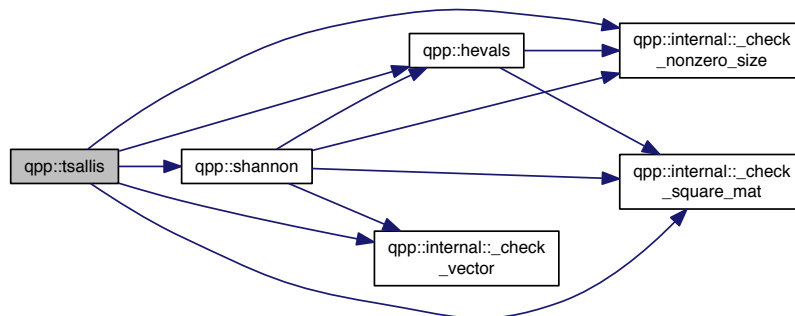 qpp::tsallis
qpp::shannon
qpp::hevals
qpp::internal::_check
_vector
qpp::internal::_check
_nonzero_size
qpp::internal::_check
_square_mat